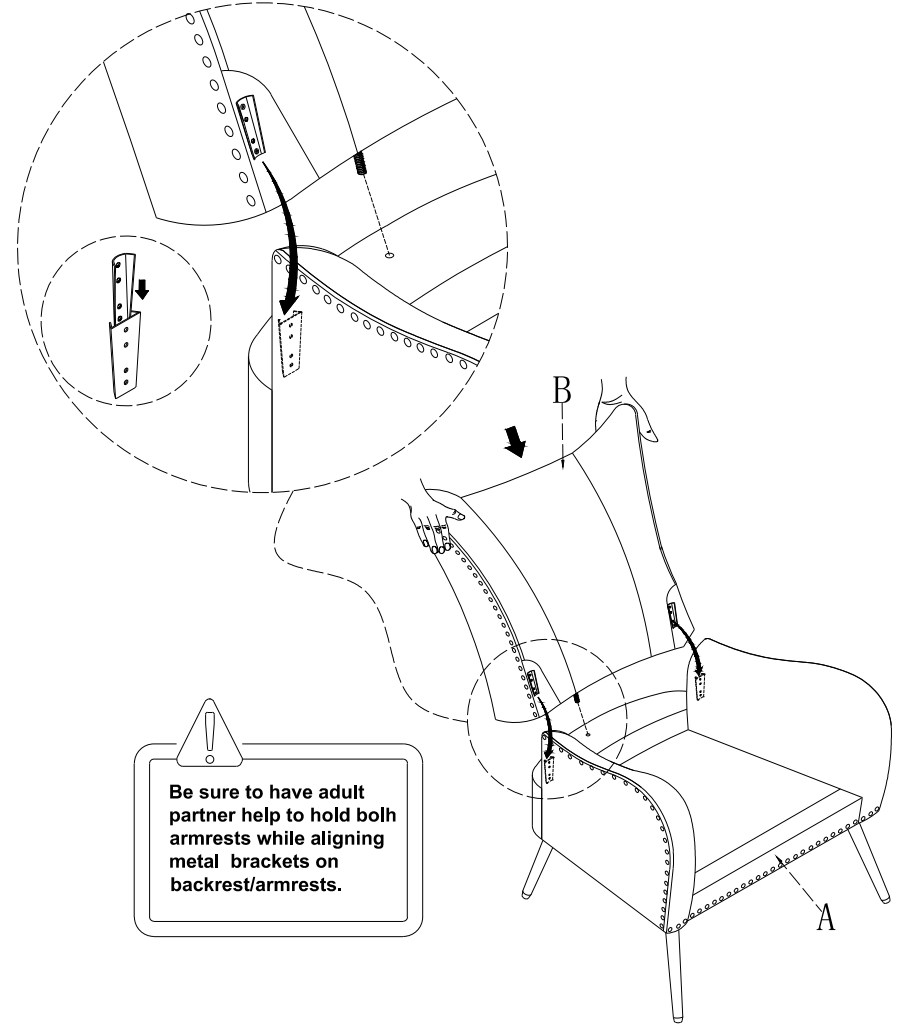 B
Be sure to have adult
partner help to hold bolh
armrests while aligning
metal brackets on
backrest/armrests.
A